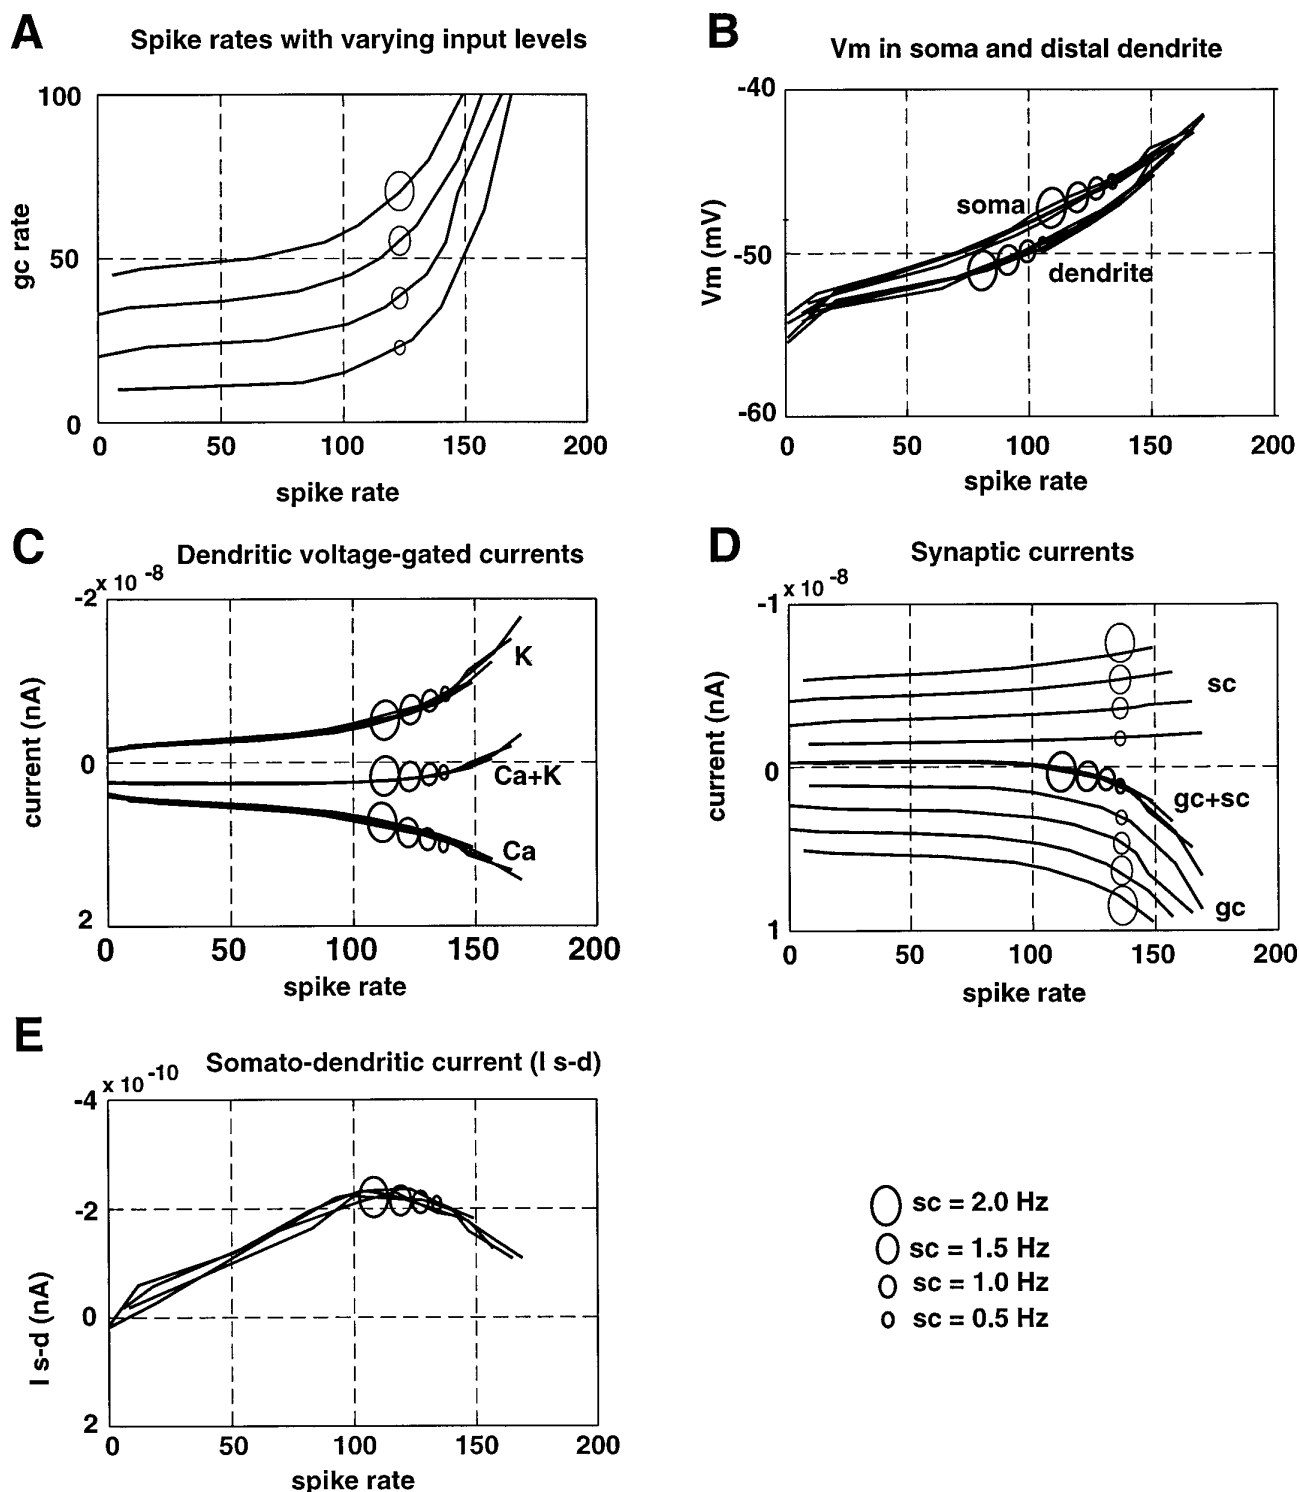 A
Spike rates with varying input levels
100
50
0
gc rate
0 50 100 150 200
spike rate
B
Vm in soma and distal dendrite
-40
-50
-60
Vm (mV)
soma
dendrite
0 50 100 150 200
spike rate
C
Dendritic voltage-gated currents
x 10 -8
-2
0
2
current (nA)
K
Ca+K
Ca
0 50 100 150 200
spike rate
D
Synaptic currents
x 10 -8
-1
0
1
current (nA)
sc
gc+sc
gc
0 50 100 150 200
spike rate
E
Somato-dendritic current (I s-d)
x 10 -10
-4
-2
0
2
I s-d (nA)
0 50 100 150 200
spike rate
sc = 2.0 Hz
sc = 1.5 Hz
sc = 1.0 Hz
sc = 0.5 Hz